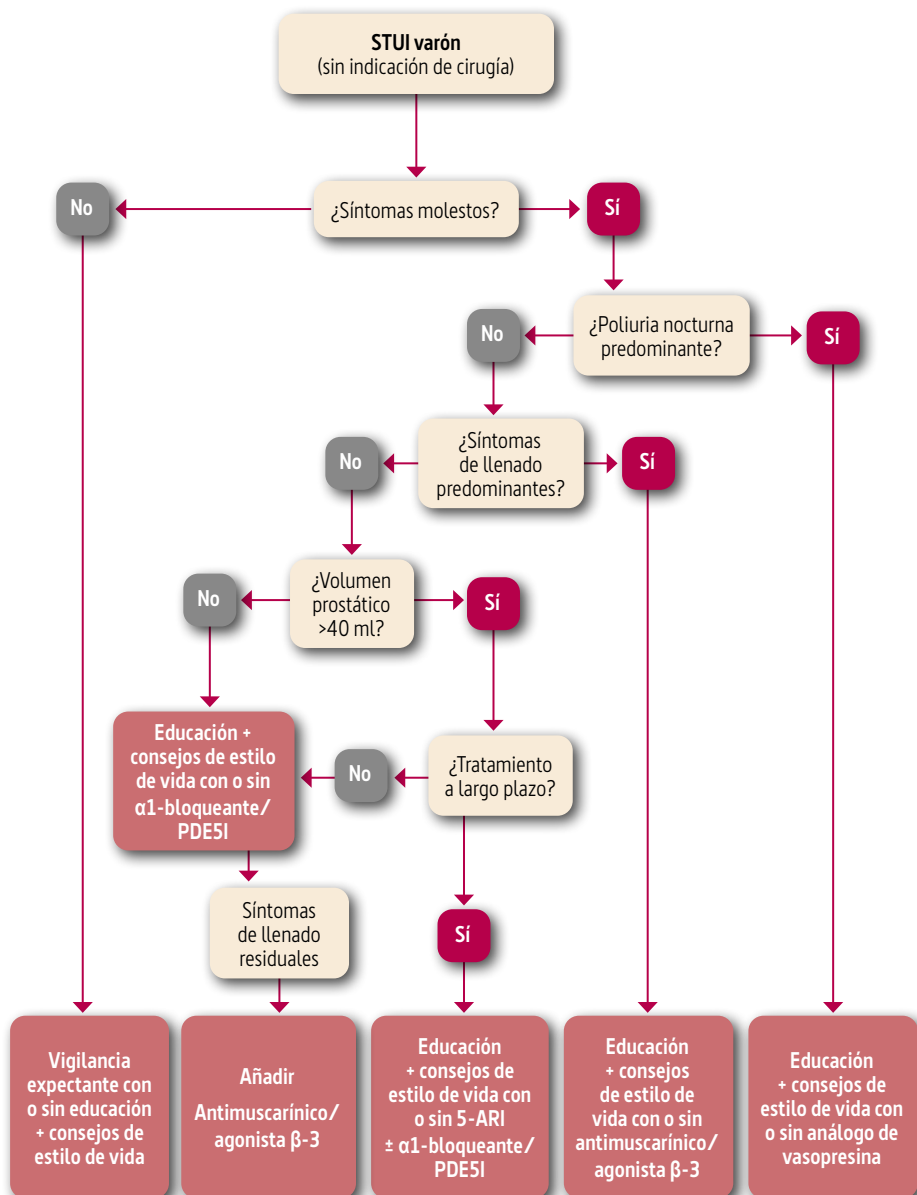 STUI varón
(sin indicación de cirugía)
No
¿Síntomas molestos?
Sí
No
¿Poliuria nocturna
predominante?
Sí
No
¿Síntomas
de llenado
predominantes?
Sí
No
¿Volumen
prostático
>40 ml?
Sí
Educación +
consejos de estilo
de vida con o sin
α1-bloqueante/
PDE5I
No
¿Tratamiento
a largo plazo?
Síntomas
de llenado
residuales
Sí
Vigilancia
expectante con
o sin educación
+ consejos de
estilo de vida
Añadir
Antimuscarínico/
agonista β-3
Educación
+ consejos de
estilo de vida con
o sin 5-ARI
± α1-bloqueante/
PDE5I
Educación
+ consejos
de estilo de
vida con o sin
antimuscarínico/
agonista β-3
Educación
+ consejos de
estilo de vida con
o sin análogo de
vasopresina